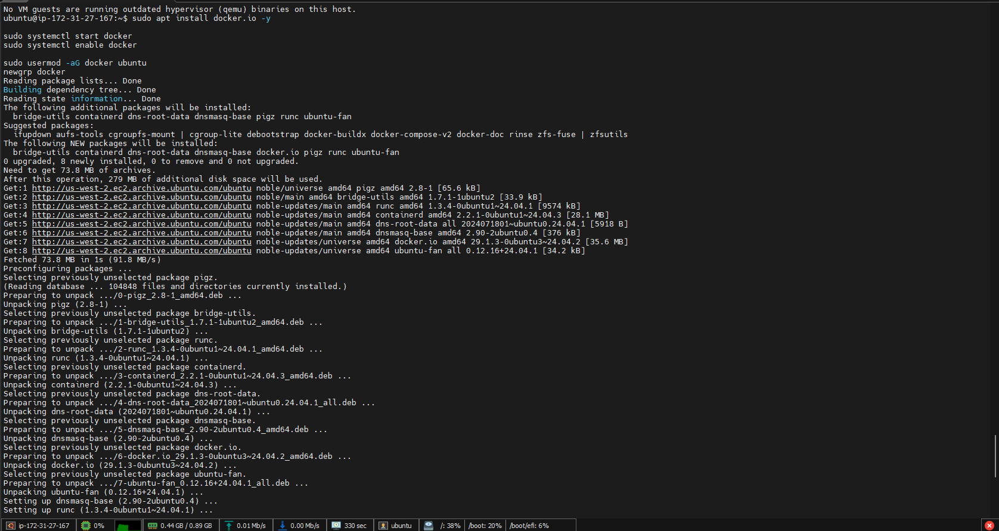 No VM guests are running outdated hypervisor (qemu) binaries on this host.
ubuntu@ip-172-31-27-167:~$ sudo apt install docker.io -y
sudo systemctl start docker
sudo systemctl enable docker
sudo usermod -aG docker ubuntu
newgrp docker
Reading package lists... Done
Building dependency tree... Done
Reading state information... Done
The following additional packages will be installed:
  bridge-utils containerd dns-root-data dnsmasq-base pigz runc ubuntu-fan
Suggested packages:
  ifupdown aufs-tools cgroupfs-mount | cgroup-lite debootstrap docker-buildx docker-compose-v2 docker-doc rinse zfs-fuse | zfsutils
The following NEW packages will be installed:
  bridge-utils containerd dns-root-data dnsmasq-base docker.io pigz runc ubuntu-fan
0 upgraded, 8 newly installed, 0 to remove and 0 not upgraded.
Need to get 73.8 MB of archives.
After this operation, 279 MB of additional disk space will be used.
Get:1 http://us-west-2.ec2.archive.ubuntu.com/ubuntu noble/universe amd64 pigz amd64 2.8-1 [65.6 kB]
Get:2 http://us-west-2.ec2.archive.ubuntu.com/ubuntu noble/main amd64 bridge-utils amd64 1.7.1-1ubuntu2 [33.9 kB]
Get:3 http://us-west-2.ec2.archive.ubuntu.com/ubuntu noble-updates/main amd64 runc amd64 1.3.4-0ubuntu1~24.04.1 [9574 kB]
Get:4 http://us-west-2.ec2.archive.ubuntu.com/ubuntu noble-updates/main amd64 containerd amd64 2.2.1-0ubuntu1~24.04.3 [28.1 MB]
Get:5 http://us-west-2.ec2.archive.ubuntu.com/ubuntu noble-updates/main amd64 dns-root-data all 2024071801~ubuntu0.24.04.1 [5918 B]
Get:6 http://us-west-2.ec2.archive.ubuntu.com/ubuntu noble-updates/main amd64 dnsmasq-base amd64 2.90-2ubuntu0.4 [376 kB]
Get:7 http://us-west-2.ec2.archive.ubuntu.com/ubuntu noble-updates/universe amd64 docker.io amd64 29.1.3-0ubuntu3~24.04.2 [35.6 MB]
Get:8 http://us-west-2.ec2.archive.ubuntu.com/ubuntu noble-updates/universe amd64 ubuntu-fan all 0.12.16+24.04.1 [34.2 kB]
Fetched 73.8 MB in 1s (91.8 MB/s)
Preconfiguring packages ...
Selecting previously unselected package pigz.
(Reading database ... 104848 files and directories currently installed.)
Preparing to unpack .../0-pigz_2.8-1_amd64.deb ...
Unpacking pigz (2.8-1) ...
Selecting previously unselected package bridge-utils.
Preparing to unpack .../1-bridge-utils_1.7.1-1ubuntu2_amd64.deb ...
Unpacking bridge-utils (1.7.1-1ubuntu2) ...
Selecting previously unselected package runc.
Preparing to unpack .../2-runc_1.3.4-0ubuntu1~24.04.1_amd64.deb ...
Unpacking runc (1.3.4-0ubuntu1~24.04.1) ...
Selecting previously unselected package containerd.
Preparing to unpack .../3-containerd_2.2.1-0ubuntu1~24.04.3_amd64.deb ...
Unpacking containerd (2.2.1-0ubuntu1~24.04.3) ...
Selecting previously unselected package dns-root-data.
Preparing to unpack .../4-dns-root-data_2024071801~ubuntu0.24.04.1_all.deb ...
Unpacking dns-root-data (2024071801~ubuntu0.24.04.1) ...
Selecting previously unselected package dnsmasq-base.
Preparing to unpack .../5-dnsmasq-base_2.90-2ubuntu0.4_amd64.deb ...
Unpacking dnsmasq-base (2.90-2ubuntu0.4) ...
Selecting previously unselected package docker.io.
Preparing to unpack .../6-docker.io_29.1.3-0ubuntu3~24.04.2_amd64.deb ...
Unpacking docker.io (29.1.3-0ubuntu3~24.04.2) ...
Selecting previously unselected package ubuntu-fan.
Preparing to unpack .../7-ubuntu-fan_0.12.16+24.04.1_all.deb ...
Unpacking ubuntu-fan (0.12.16+24.04.1) ...
Setting up dnsmasq-base (2.90-2ubuntu0.4) ...
Setting up runc (1.3.4-0ubuntu1~24.04.1) ...
ip-172-31-27-167 0% 0.44 GB / 0.89 GB 0.01 Mb/s 0.00 Mb/s 330 sec ubuntu /: 38% /boot: 20% /boot/efi: 6%